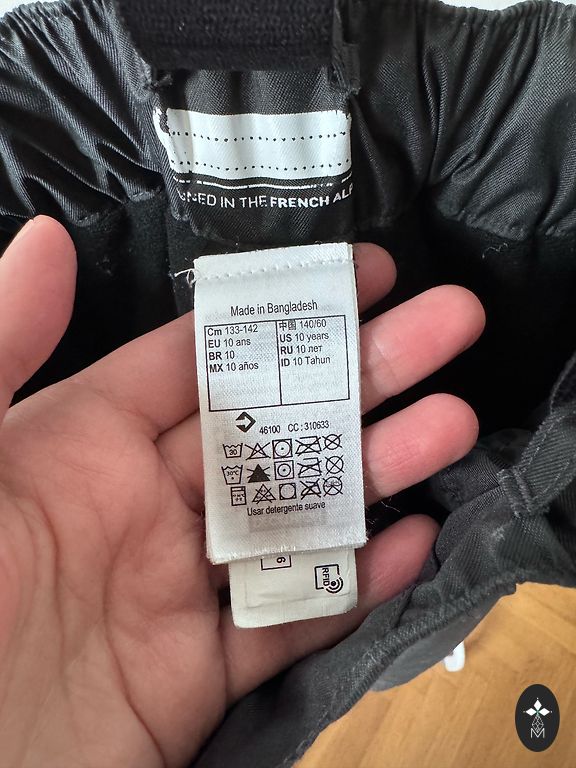 IN THE FRENCH
Made in Bangladesh
Cm 133-142
EU 10 ans
BR 10
MX 10 años
中国 140/60
US 10 years
RU 10 лет
ID 10 Tahun
46100 CC : 310633
30
30°C
Usar detergente suave
6
RFID
M